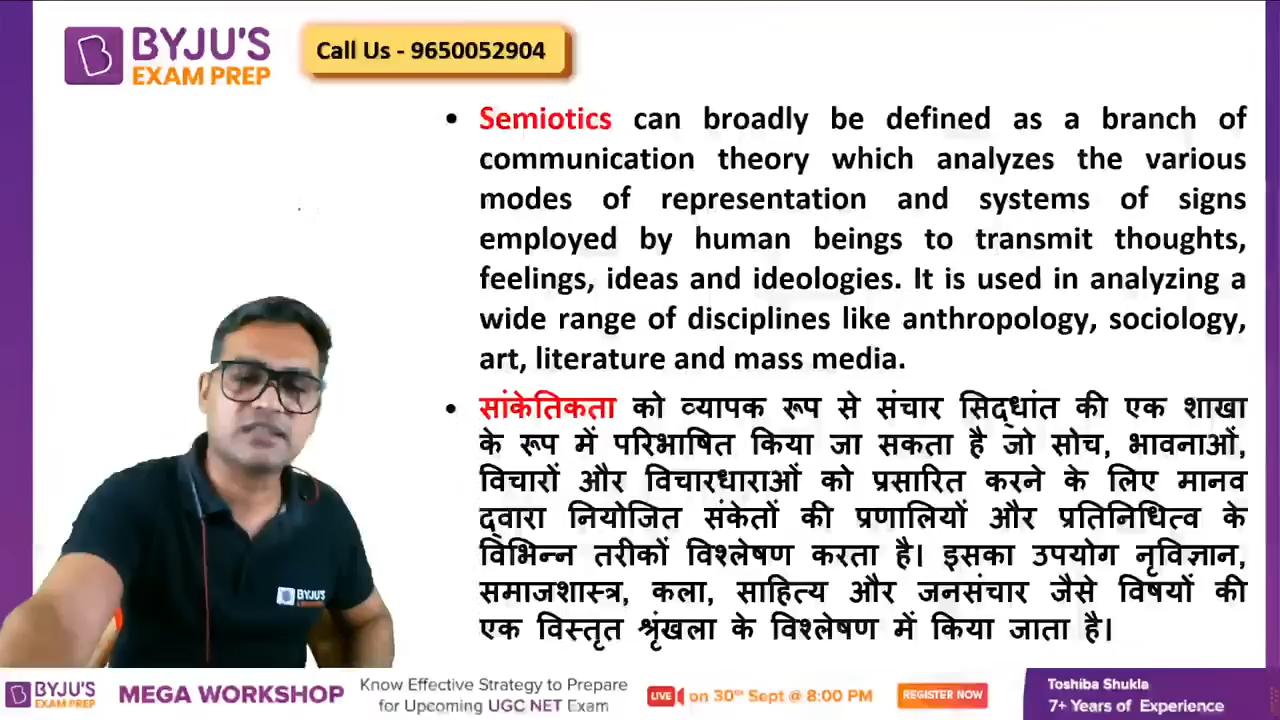 BYJU'S
EXAM PREP
Call Us - 9650052904
• Semiotics can broadly be defined as a branch of
communication theory which analyzes the various
modes of representation and systems of signs
employed by human beings to transmit thoughts,
feelings, ideas and ideologies. It is used in analyzing a
wide range of disciplines like anthropology, sociology,
art, literature and mass media.
• सांकेतिकता को व्यापक रूप से संचार सिद्धांत की एक शाखा
के रूप में परिभाषित किया जा सकता है जो सोच, भावनाओं,
विचारों और विचारधाराओं को प्रसारित करने के लिए मानव
द्वारा नियोजित संकेतों की प्रणालियों और प्रतिनिधित्व के
विभिन्न तरीकों विश्लेषण करता है। इसका उपयोग नृविज्ञान,
समाजशास्त्र, कला, साहित्य और जनसंचार जैसे विषयों की
एक विस्तृत श्रृंखला के विश्लेषण में किया जाता है।
BYJU'S
BYJU'S
EXAM PREP
MEGA WORKSHOP
Know Effective Strategy to Prepare
for Upcoming UGC NET Exam
LIVE on 30th Sept @ 8:00 PM
REGISTER NOW
Toshiba Shukla
7+ Years of Experience